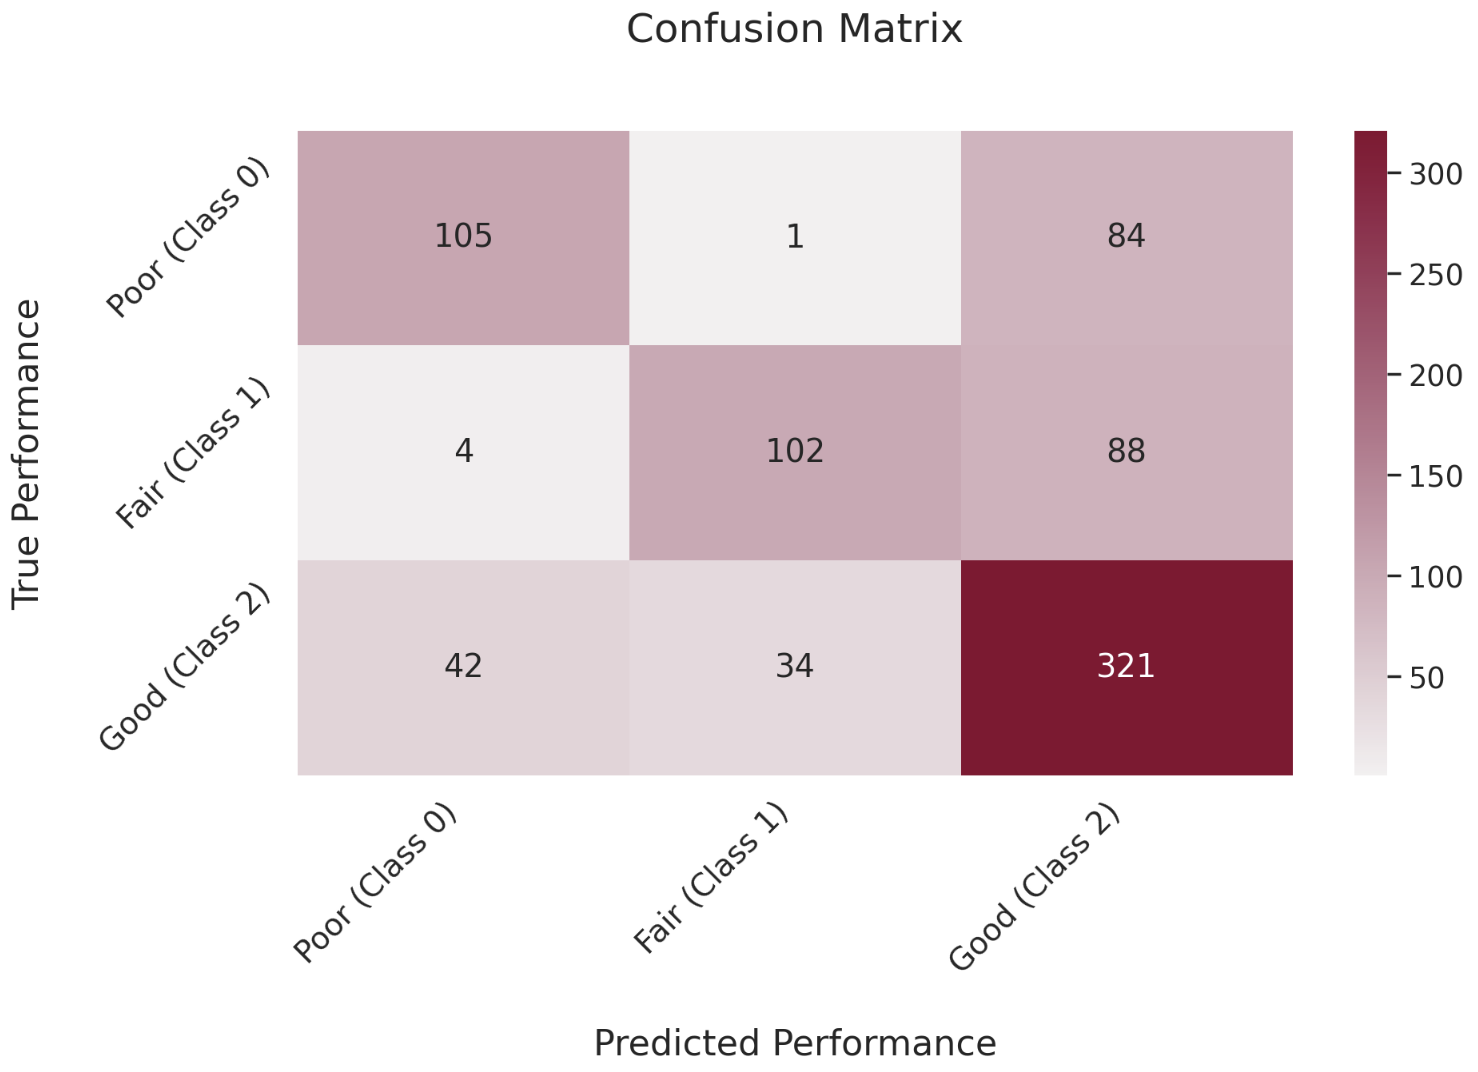 Confusion Matrix
True Performance
Poor (Class 0)
105
1
84
Fair (Class 1)
4
102
88
Good (Class 2)
42
34
321
Poor (Class 0)
Fair (Class 1)
Good (Class 2)
Predicted Performance
300
250
200
150
100
50